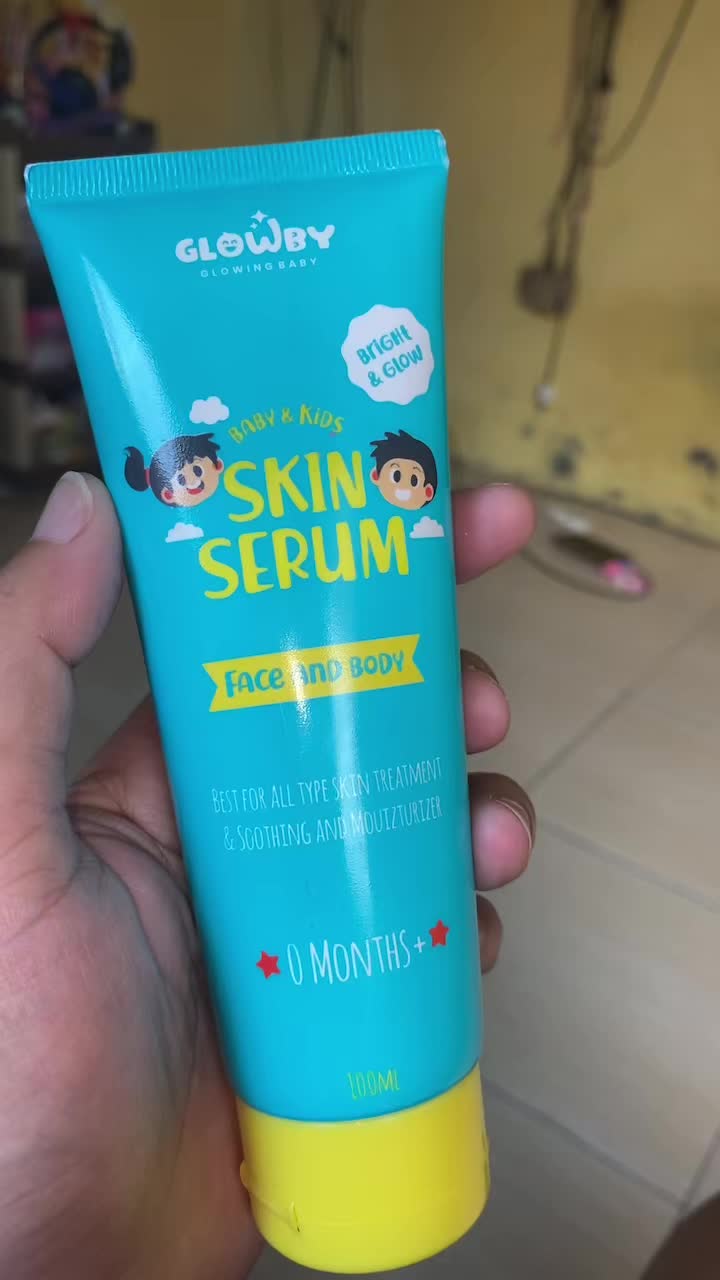 GLOWBY
GLOWING BABY
BRIGHT
& GLOW
BABY & KIDS
SKIN
SERUM
FACE AND BODY
BEST FOR ALL TYPE SKIN TREATMENT
& SOOTHING AND MOUIZTURIZER
0 MONTHS+
100ML